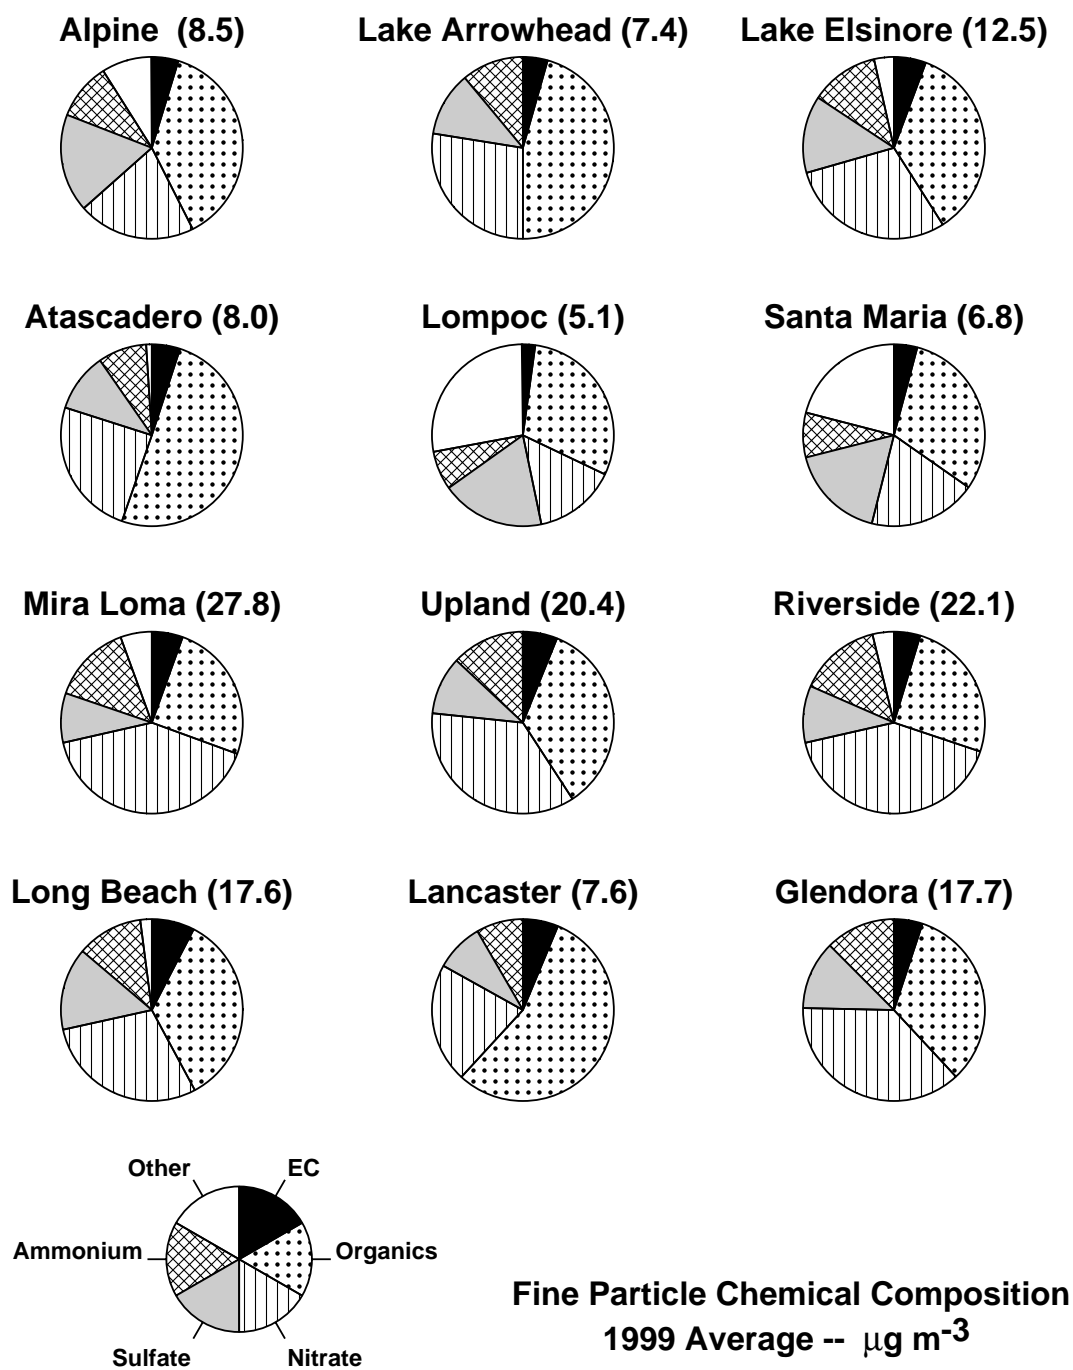 Alpine (8.5)
Lake Arrowhead (7.4)
Lake Elsinore (12.5)
Atascadero (8.0)
Lompoc (5.1)
Santa Maria (6.8)
Mira Loma (27.8)
Upland (20.4)
Riverside (22.1)
Long Beach (17.6)
Lancaster (7.6)
Glendora (17.7)
Other
EC
Ammonium
Organics
Sulfate
Nitrate
Fine Particle Chemical Composition
1999 Average -- μg m⁻³